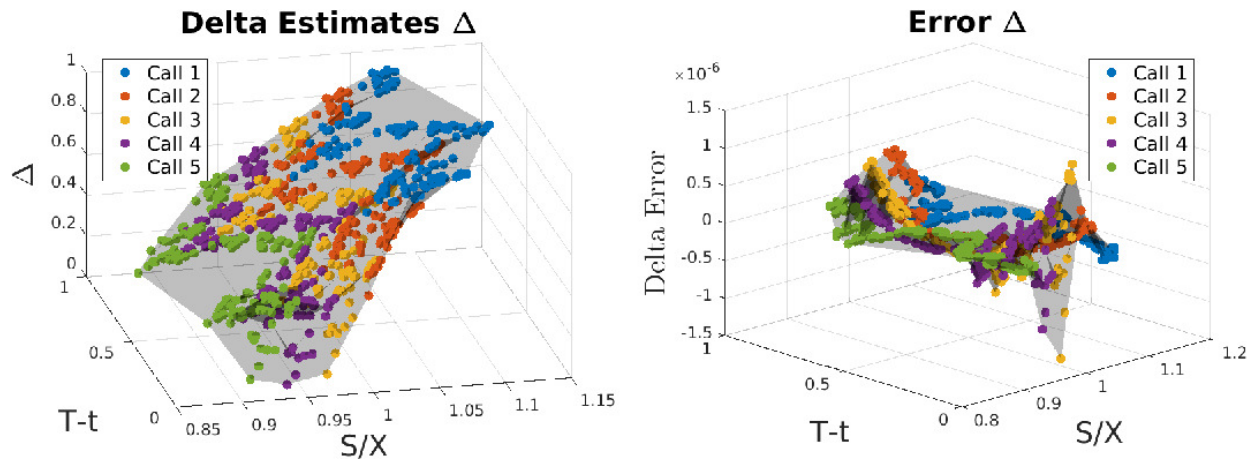 Delta Estimates Δ
1
0.8
0.6
0.4
0.2
0
Δ
Call 1
Call 2
Call 3
Call 4
Call 5
1
0.5
0
T-t
0.85
0.9
0.95
1
1.05
1.1
1.15
S/X
Error Δ
×10⁻⁶
1.5
1
0.5
0
-0.5
-1
-1.5
Delta Error
Call 1
Call 2
Call 3
Call 4
Call 5
1
0.5
0
T-t
0.8
0.9
1
1.1
1.2
S/X